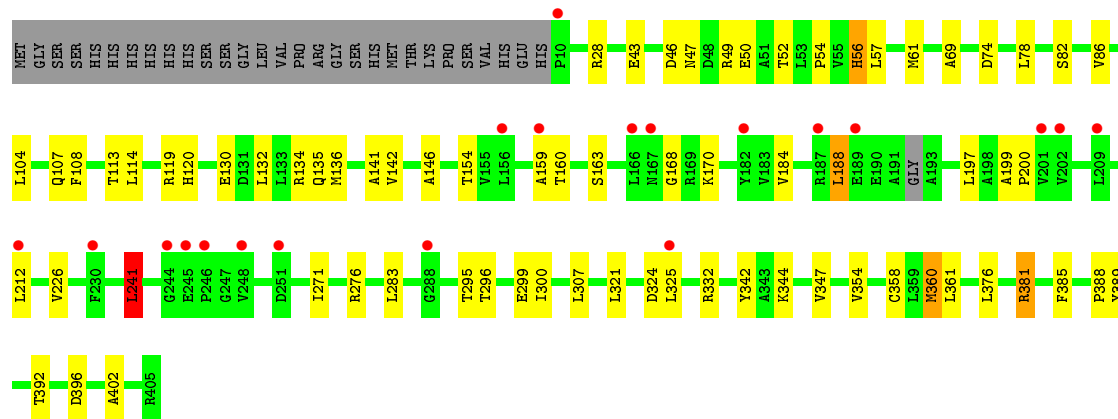 MET GLY SER SER HIS HIS HIS HIS HIS HIS SER SER GLY LEU VAL PRO ARG GLY SER HIS MET THR LYS PRO SER VAL HIS GLU HIS P10 R28 E43 D46 N47 D48 R49 E50 A51 T52 L53 P54 V55 H56 L57 M61 A69 D74 L78 S82 V86
L104 Q107 F108 T113 L114 R119 H120 E130 D131 L132 L133 R134 Q135 M136 A141 V142 A146 T154 V155 L156 A159 T160 S163 L166 N167 G168 R169 K170 Y182 V183 V184 R187 L188 E189 E190 A191 GLY A193 L197 A198 A199 P200 V201 V202 L209
L212 V226 F230 L241 G244 E245 P246 G247 V248 D251 I271 R276 L283 G288 T295 T296 E299 I300 L307 L321 D324 L325 R332 Y342 A343 K344 V347 V354 C358 L359 M360 L361 L376 R381 F385 P388 Y389
T392 D396 A402 R405